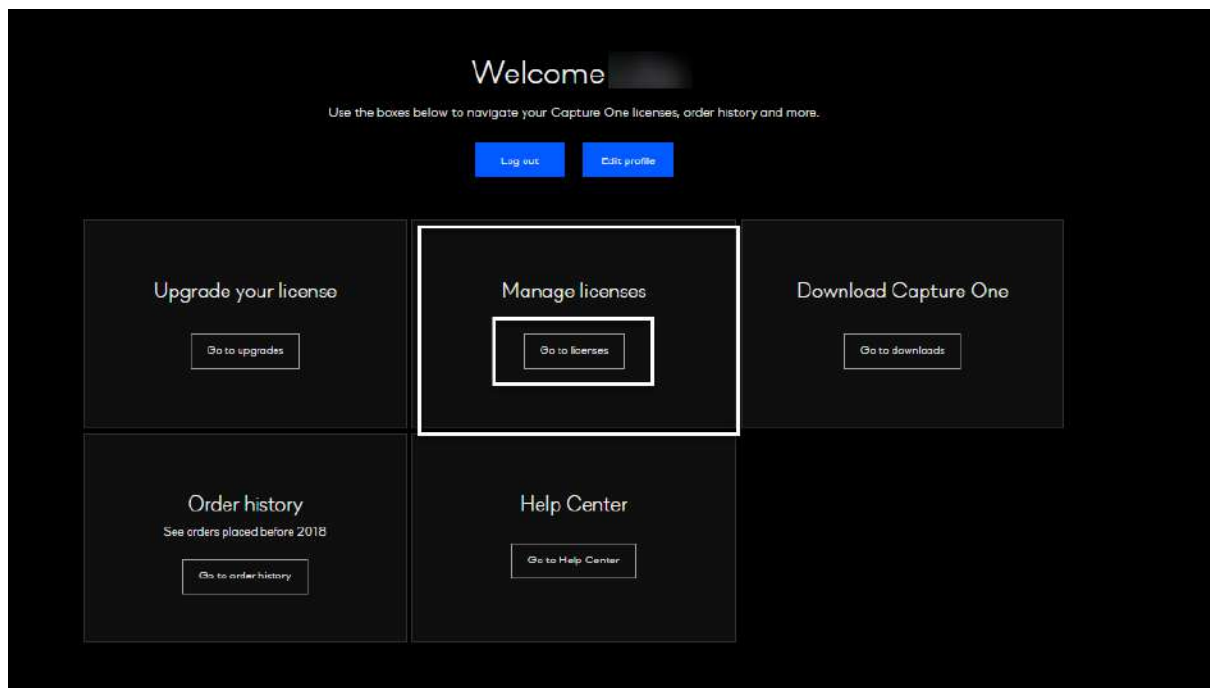 Welcome
Use the boxes below to navigate your Capture One licenses, order history and more.
Log out
Edit profile
Upgrade your license
Go to upgrades
Manage licenses
Go to licenses
Download Capture One
Go to downloads
Order history
See orders placed before 2018
Go to order history
Help Center
Go to Help Center